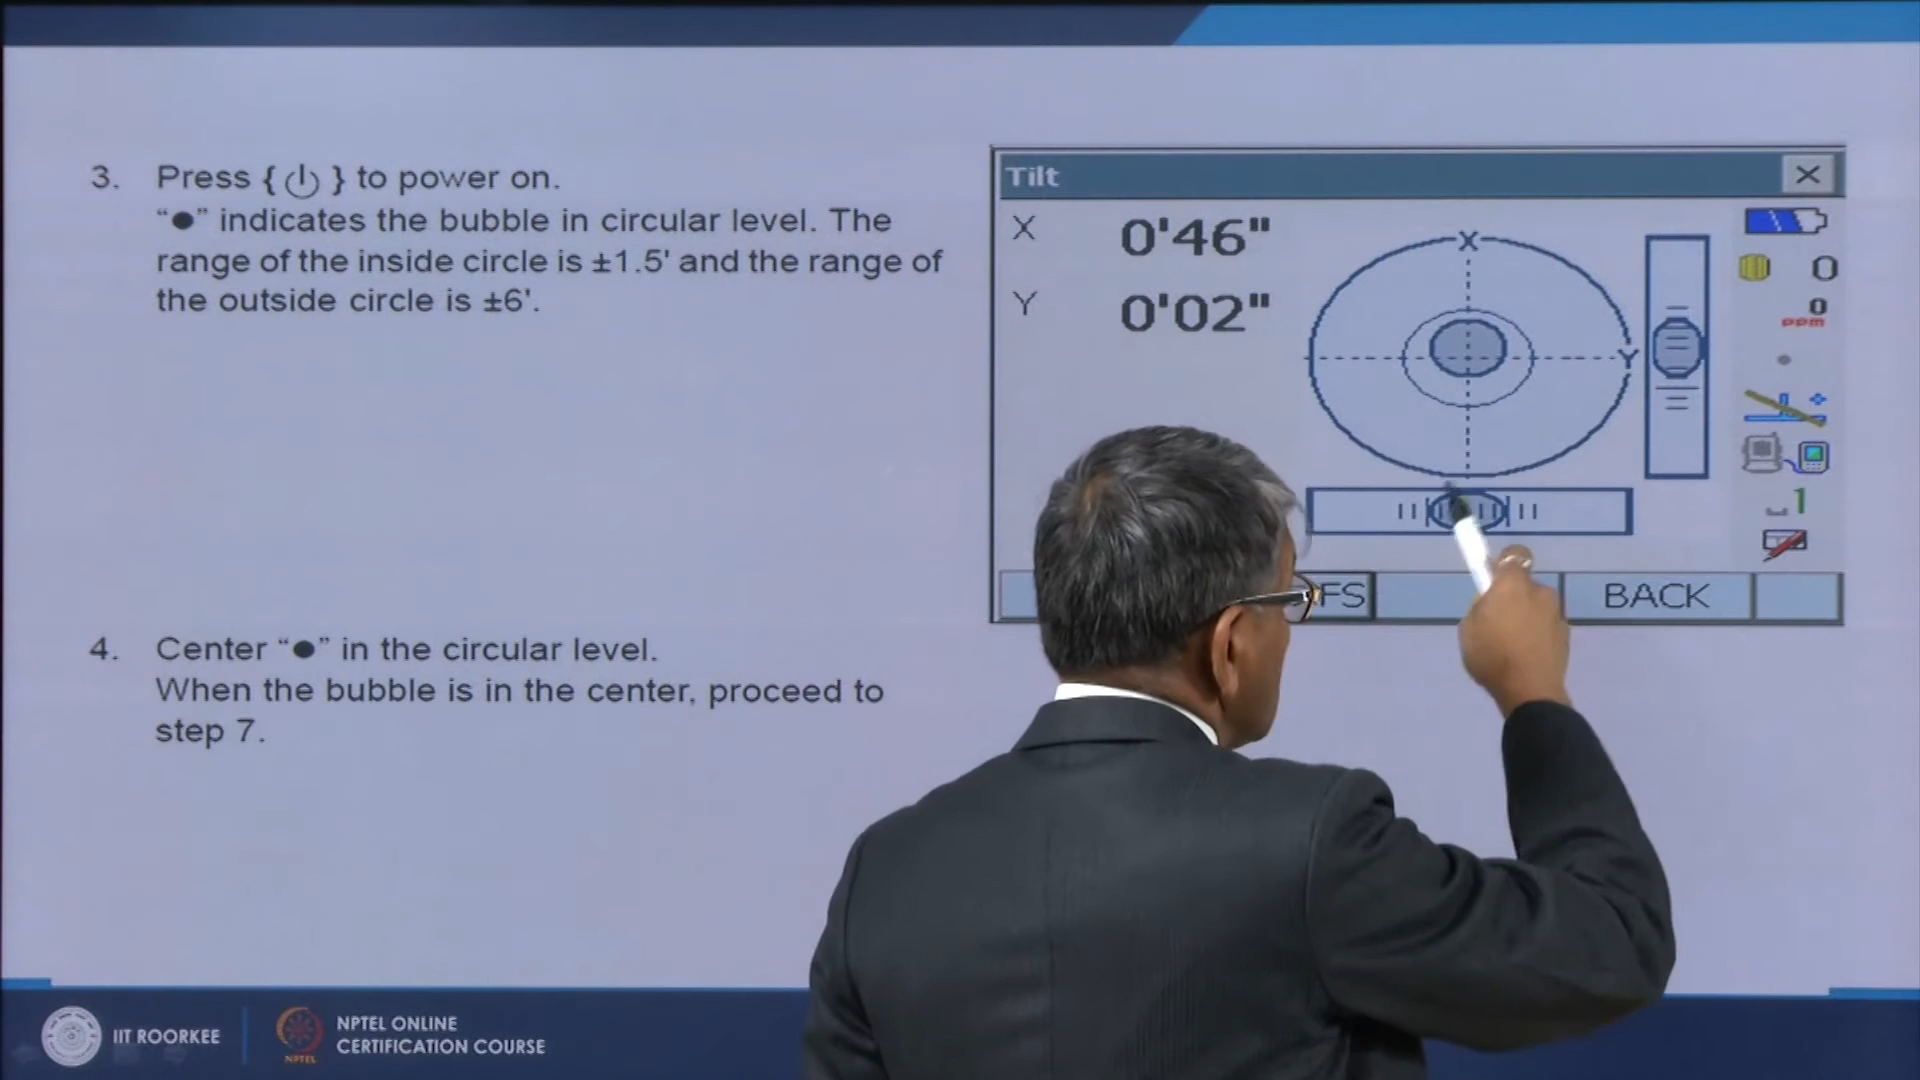 3. Press { } to power on.
“●” indicates the bubble in circular level. The
range of the inside circle is ±1.5' and the range of
the outside circle is ±6'.
4. Center “●” in the circular level.
When the bubble is in the center, proceed to
step 7.
Tilt
X 0'46"
Y 0'02"
X
Y
0
0
ppm
1
FS
BACK
IIT ROORKEE
NPTEL
NPTEL ONLINE
CERTIFICATION COURSE